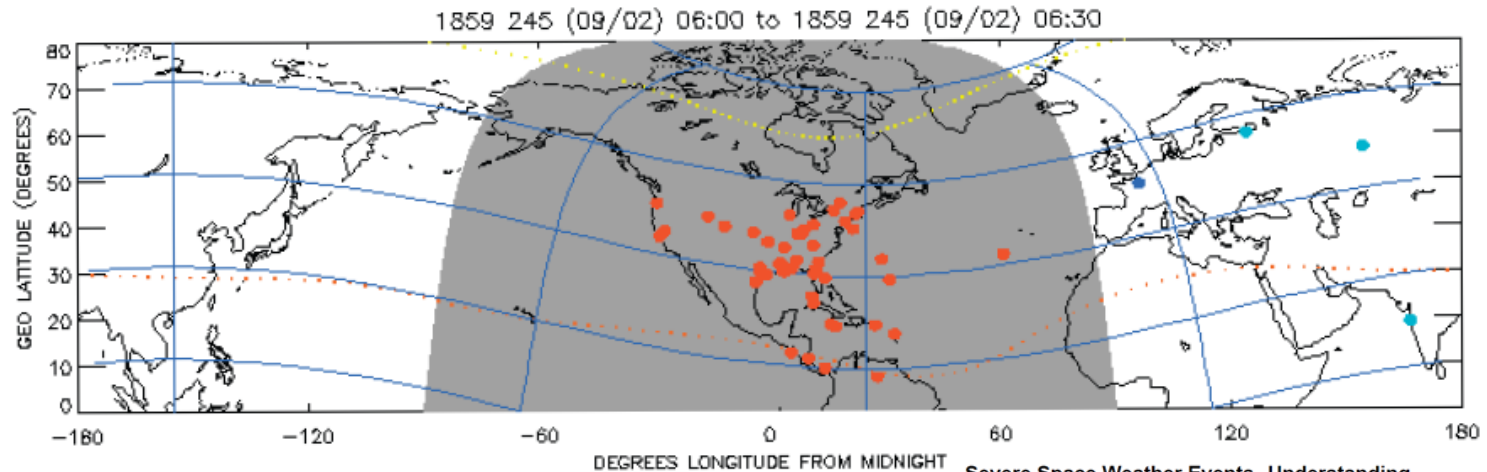 1859 245 (09/02) 06:00 to 1859 245 (09/02) 06:30
GEO LATITUDE (DEGREES)
80
70
60
50
40
30
20
10
0
-180 -120 -60 0 60 120 180
DEGREES LONGITUDE FROM MIDNIGHT
Severe Space Weather Events--Understanding